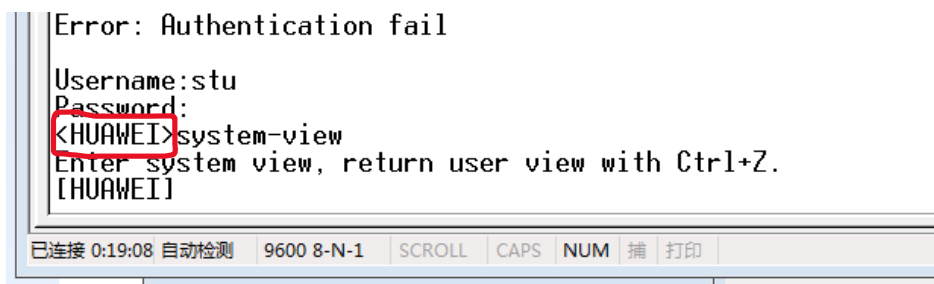 Error: Authentication fail
Username:stu
Password:
<HUAWEI>system-view
Enter system view, return user view with Ctrl+Z.
[HUAWEI]
已连接 0:19:08 自动检测 9600 8-N-1 SCROLL CAPS NUM 捕 打印